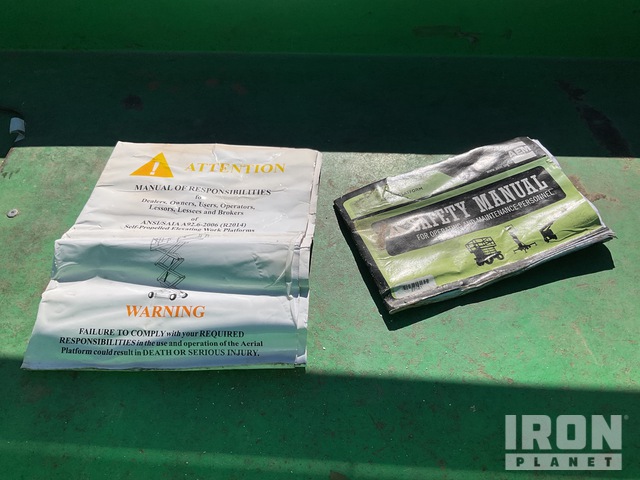 ATTENTION
MANUAL OF RESPONSIBILITIES
to
Dealers, Owners, Users, Operators,
Lessors, Lessees and Brokers
of
ANSI/SAIA A92.6-2006 (R2014)
Self-Propelled Elevating Work Platforms
WARNING
FAILURE TO COMPLY with your REQUIRED
RESPONSIBILITIES in the use and operation of the Aerial
Platform could result in DEATH OR SERIOUS INJURY.
SAFETY MANUAL
FOR OPERATING AND MAINTENANCE PERSONNEL
IRON
PLANET